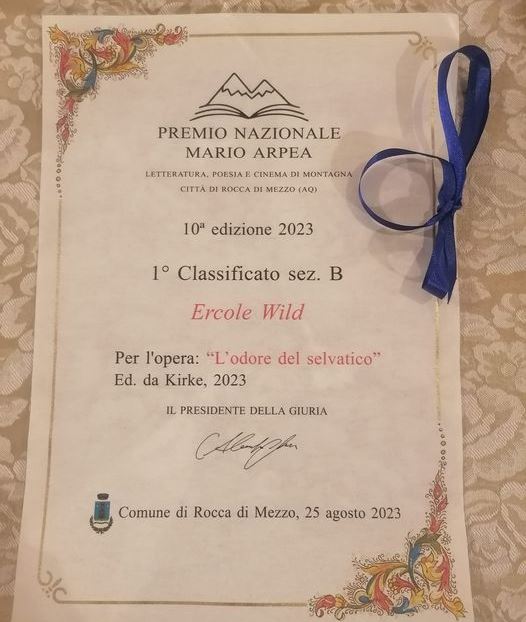 PREMIO NAZIONALE
MARIO ARPEA
LETTERATURA, POESIA E CINEMA DI MONTAGNA
CITTÀ DI ROCCA DI MEZZO (AQ)
10ª edizione 2023
1° Classificato sez. B
Ercole Wild
Per l'opera: “L’odore del selvatico”
Ed. da Kirke, 2023
IL PRESIDENTE DELLA GIURIA
Comune di Rocca di Mezzo, 25 agosto 2023